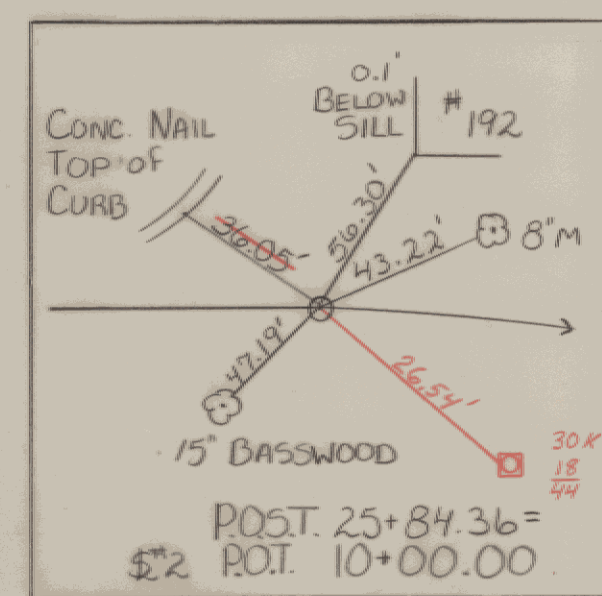 0.1'
BELOW
SILL
# 192
CONC. NAIL
TOP of
CURB
36.05'
56.30'
43.22'
8" M
47.19'
26.54'
15" BASSWOOD
30 K
18
44
P.O.S.T. 25+84.36 =
#2 P.O.T. 10+00.00